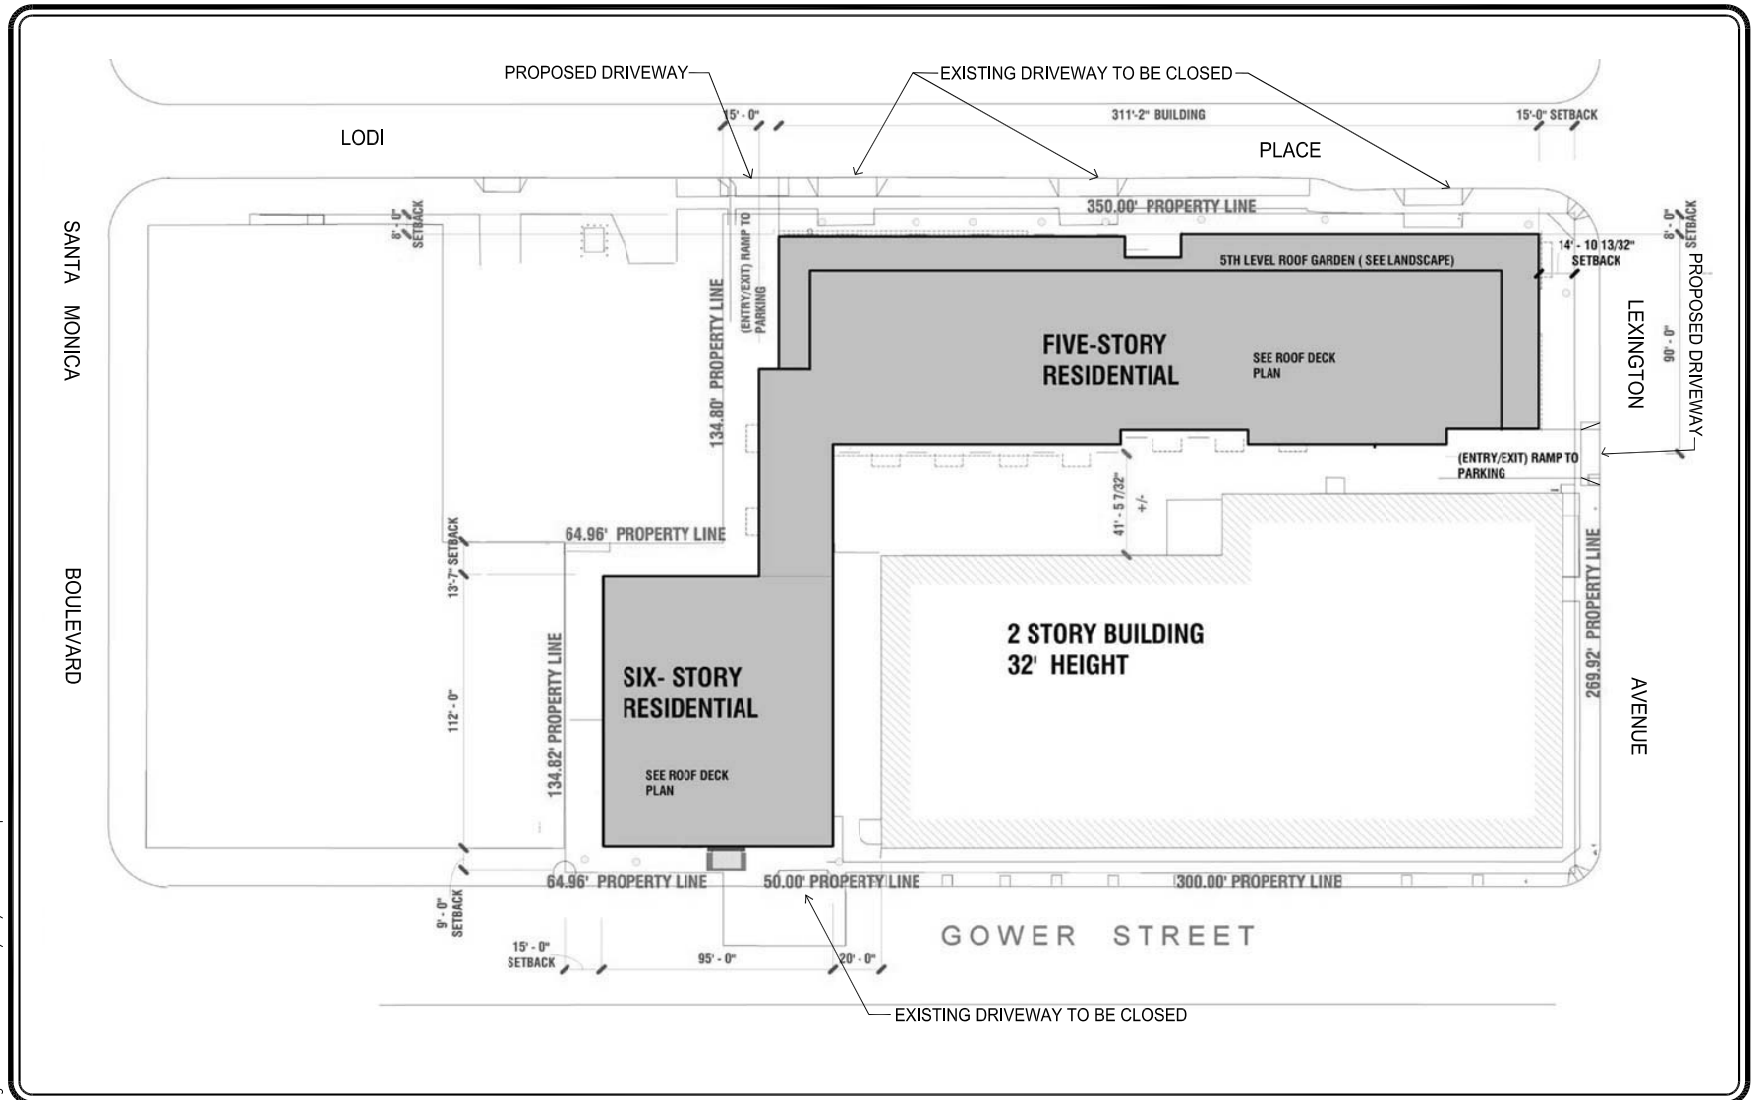 PROPOSED DRIVEWAY
EXISTING DRIVEWAY TO BE CLOSED
15'- 0"
311'-2" BUILDING
15'-0" SETBACK
LODI
PLACE
350.00' PROPERTY LINE
8'- 0"
SETBACK
8'- 0"
SETBACK
SANTA MONICA
BOULEVARD
(ENTRY/EXIT) RAMP TO
PARKING
134.80' PROPERTY LINE
5TH LEVEL ROOF GARDEN ( SEE LANDSCAPE)
14' - 10 13/32"
SETBACK
FIVE-STORY
RESIDENTIAL
SEE ROOF DECK
PLAN
LEXINGTON
AVENUE
90' - 0"
PROPOSED DRIVEWAY
(ENTRY/EXIT) RAMP TO
PARKING
41' - 5 7/32"
+/-
64.96' PROPERTY LINE
13'-7" SETBACK
112' - 0"
134.82' PROPERTY LINE
269.92' PROPERTY LINE
2 STORY BUILDING
32' HEIGHT
SIX- STORY
RESIDENTIAL
SEE ROOF DECK
PLAN
64.96' PROPERTY LINE
50.00' PROPERTY LINE
300.00' PROPERTY LINE
9' - 0"
SETBACK
15' - 0"
SETBACK
95' - 0"
20' - 0"
GOWER STREET
EXISTING DRIVEWAY TO BE CLOSED